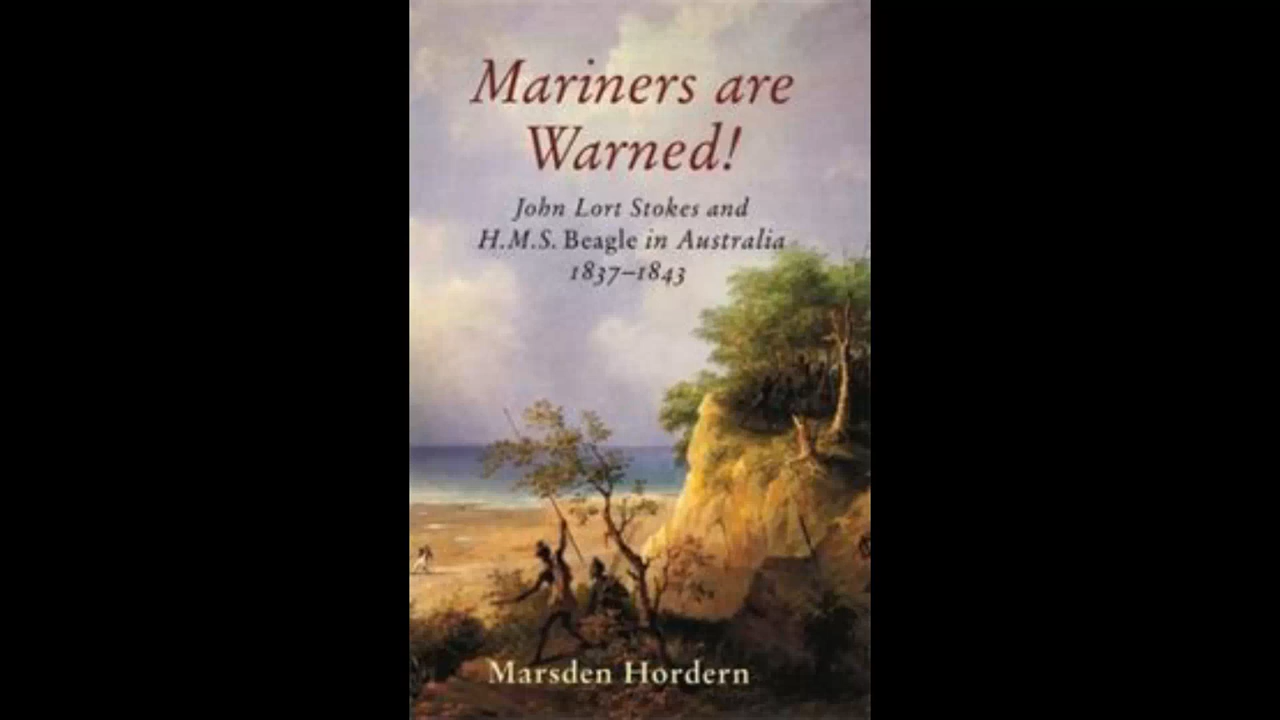 Mariners are
Warned!
John Lort Stokes and
H.M.S. Beagle in Australia
1837–1843
Marsden Hordern